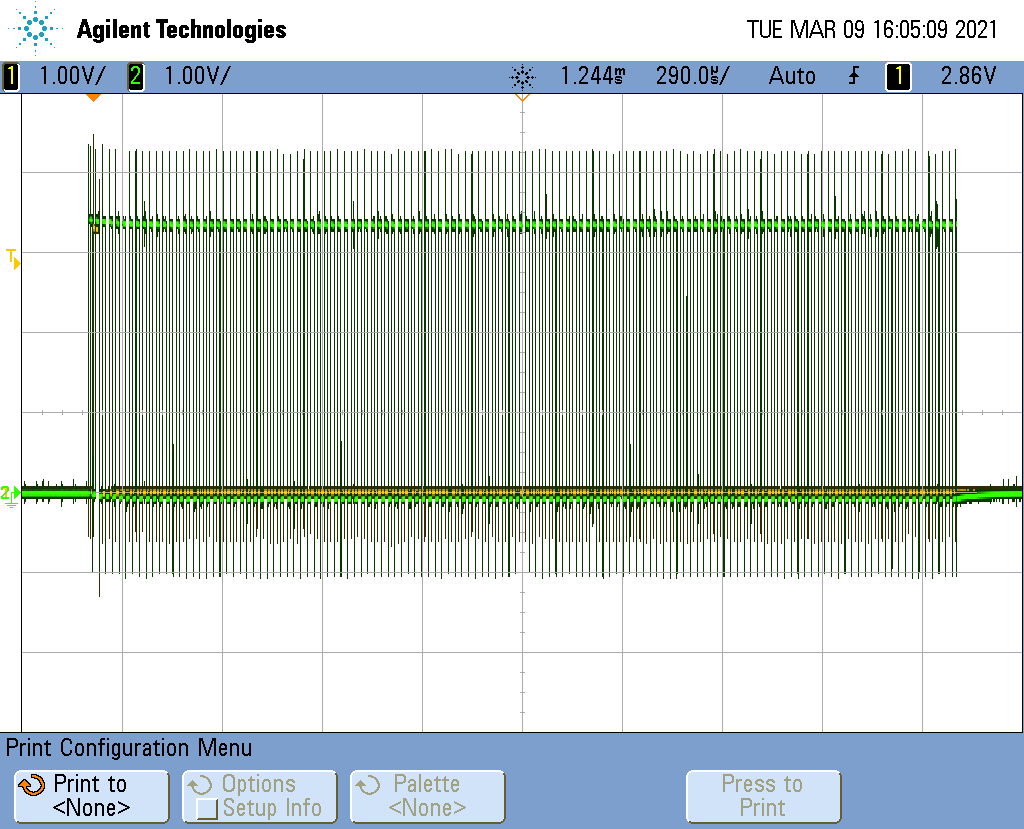 Agilent Technologies TUE MAR 09 16:05:09 2021
1 1.00V/ 2 1.00V/ 1.244ms 290.0µs/ Auto 1 2.86V
T
2
Print Configuration Menu
Print to
<None>
Options
Setup Info
Palette
<None>
Press to
Print